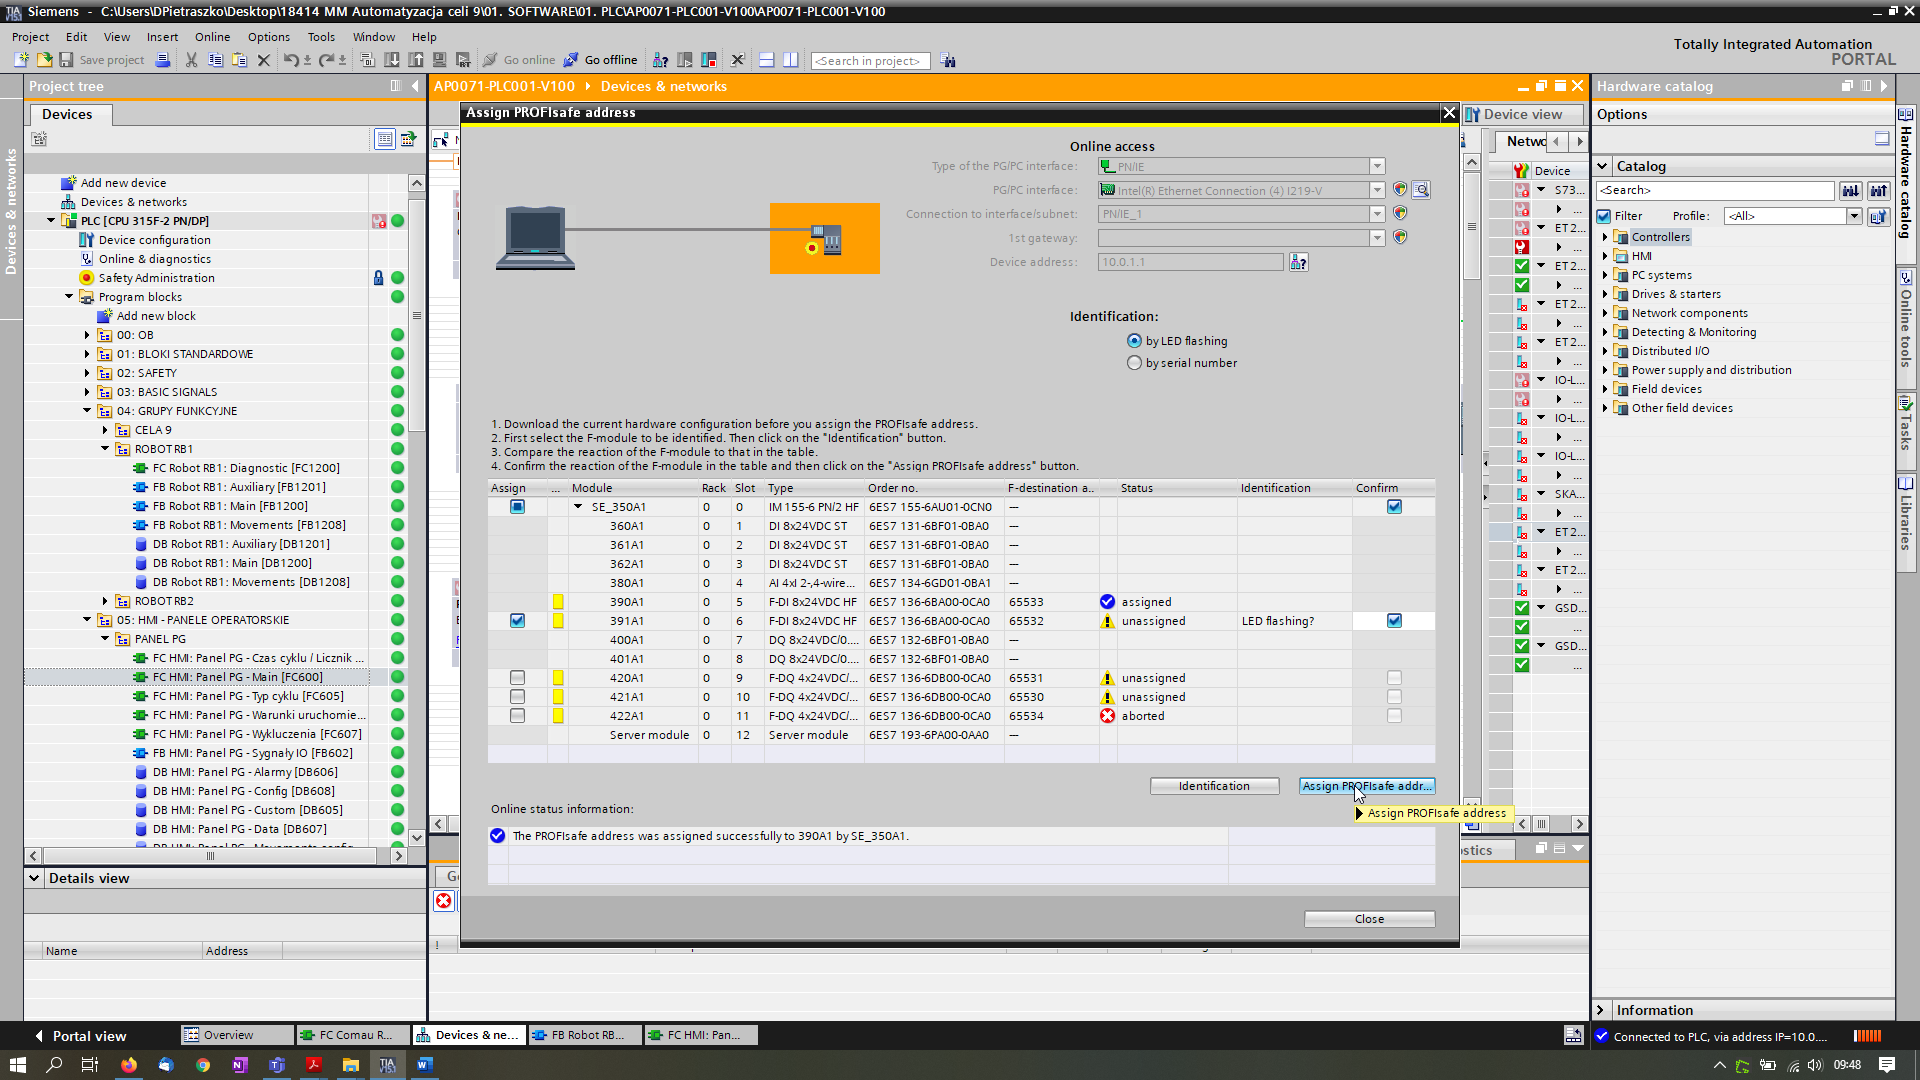 Siemens - C:\Users\DPietraszko\Desktop\18414 MM Automatyzacja celi 9\01. SOFTWARE\01. PLC\AP0071-PLC001-V100\AP0071-PLC001-V100
Project Edit View Insert Online Options Tools Window Help
Totally Integrated Automation
PORTAL
Save project
Go online
Go offline
<Search in project>
Project tree
AP0071-PLC001-V100 Devices & networks
Hardware catalog
Devices
Options
Device view
Devices & networks
Add new device
Devices & networks
PLC [CPU 315F-2 PN/DP]
Device configuration
Online & diagnostics
Safety Administration
Program blocks
Add new block
00: OB
01: BLOKI STANDARDOWE
02: SAFETY
03: BASIC SIGNALS
04: GRUPY FUNKCYJNE
CELA 9
ROBOT RB1
FC Robot RB1: Diagnostic [FC1200]
FB Robot RB1: Auxiliary [FB1201]
FB Robot RB1: Main [FB1200]
FB Robot RB1: Movements [FB1208]
DB Robot RB1: Auxiliary [DB1201]
DB Robot RB1: Main [DB1200]
DB Robot RB1: Movements [DB1208]
ROBOT RB2
05: HMI - PANELE OPERATORSKIE
PANEL PG
FC HMI: Panel PG - Czas cyklu / Licznik ...
FC HMI: Panel PG - Main [FC600]
FC HMI: Panel PG - Typ cyklu [FC605]
FC HMI: Panel PG - Warunki uruchomie...
FC HMI: Panel PG - Wykluczenia [FC607]
FB HMI: Panel PG - Sygnały IO [FB602]
DB HMI: Panel PG - Alarmy [DB606]
DB HMI: Panel PG - Config [DB608]
DB HMI: Panel PG - Custom [DB605]
DB HMI: Panel PG - Data [DB607]
Details view
Name Address
Assign PROFIsafe address
Online access
Type of the PG/PC interface: PN/IE
PG/PC interface: Intel(R) Ethernet Connection (4) I219-V
Connection to interface/subnet: PN/IE_1
1st gateway:
Device address: 10.0.1.1
Identification:
by LED flashing
by serial number
1. Download the current hardware configuration before you assign the PROFIsafe address.
2. First select the F-module to be identified. Then click on the "Identification" button.
3. Compare the reaction of the F-module to that in the table.
4. Confirm the reaction of the F-module in the table and then click on the "Assign PROFIsafe address" button.
Assign ... Module Rack Slot Type Order no. F-destination a.. Status Identification Confirm
SE_350A1 0 0 IM 155-6 PN/2 HF 6ES7 155-6AU01-0CN0 ---
360A1 0 1 DI 8x24VDC ST 6ES7 131-6BF01-0BA0 ---
361A1 0 2 DI 8x24VDC ST 6ES7 131-6BF01-0BA0 ---
362A1 0 3 DI 8x24VDC ST 6ES7 131-6BF01-0BA0 ---
380A1 0 4 AI 4xI 2-,4-wire... 6ES7 134-6GD01-0BA1 ---
390A1 0 5 F-DI 8x24VDC HF 6ES7 136-6BA00-0CA0 65533 assigned
391A1 0 6 F-DI 8x24VDC HF 6ES7 136-6BA00-0CA0 65532 unassigned LED flashing?
400A1 0 7 DQ 8x24VDC/0.... 6ES7 132-6BF01-0BA0 ---
401A1 0 8 DQ 8x24VDC/0.... 6ES7 132-6BF01-0BA0 ---
420A1 0 9 F-DQ 4x24VDC/... 6ES7 136-6DB00-0CA0 65531 unassigned
421A1 0 10 F-DQ 4x24VDC/... 6ES7 136-6DB00-0CA0 65530 unassigned
422A1 0 11 F-DQ 4x24VDC/... 6ES7 136-6DB00-0CA0 65534 aborted
Server module 0 12 Server module 6ES7 193-6PA00-0AA0 ---
Identification
Assign PROFIsafe addr...
Assign PROFIsafe address
Online status information:
The PROFIsafe address was assigned successfully to 390A1 by SE_350A1.
Close
Netwo
Device
S73...
...
ET 2...
...
ET 2...
...
ET 2...
...
ET 2...
...
IO-L...
...
IO-L...
...
IO-L...
...
SKA...
...
ET 2...
...
ET 2...
...
GSD...
...
GSD...
...
ostics
Catalog
<Search>
Filter Profile: <All>
Controllers
HMI
PC systems
Drives & starters
Network components
Detecting & Monitoring
Distributed I/O
Power supply and distribution
Field devices
Other field devices
Information
Hardware catalog
Online tools
Tasks
Libraries
Portal view
Overview
FC Comau R...
Devices & ne...
FB Robot RB...
FC HMI: Pan...
Connected to PLC, via address IP=10.0....
09:48